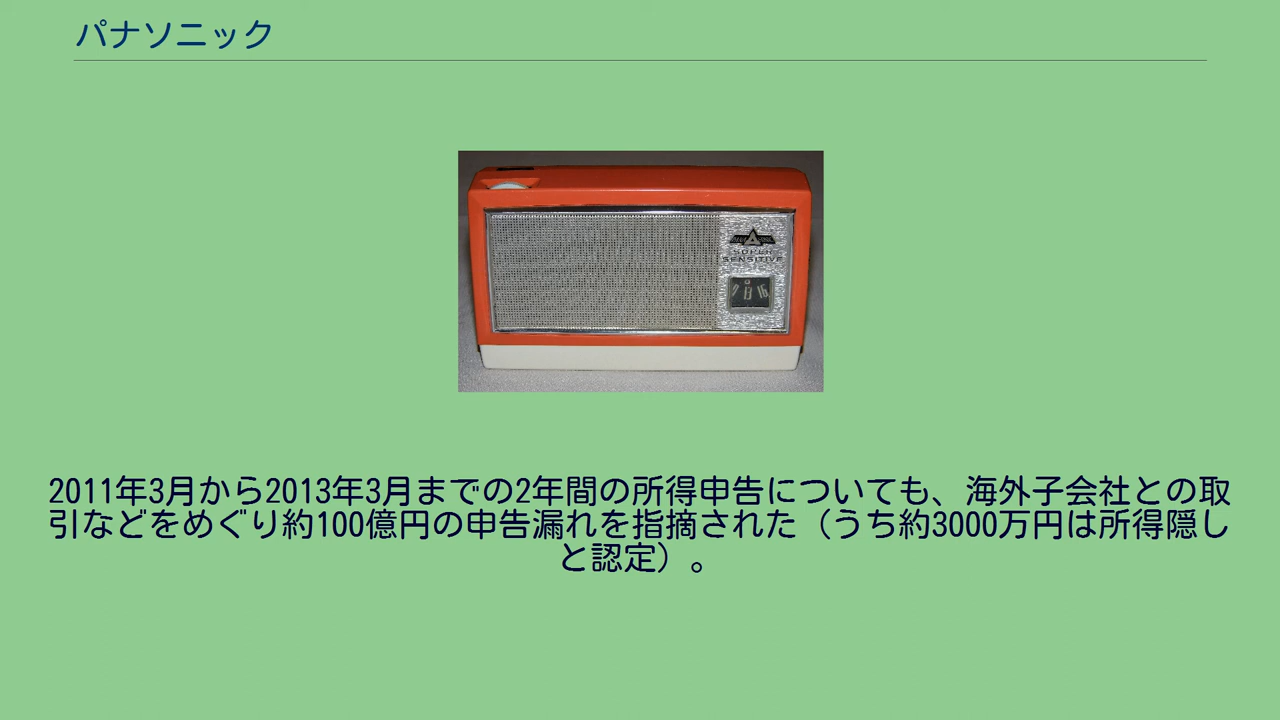 パナソニック
SENSITIVE
2011年3月から2013年3月までの2年間の所得申告についても、海外子会社との取
引などをめぐり約100億円の申告漏れを指摘された（うち約3000万円は所得隠し
と認定）。